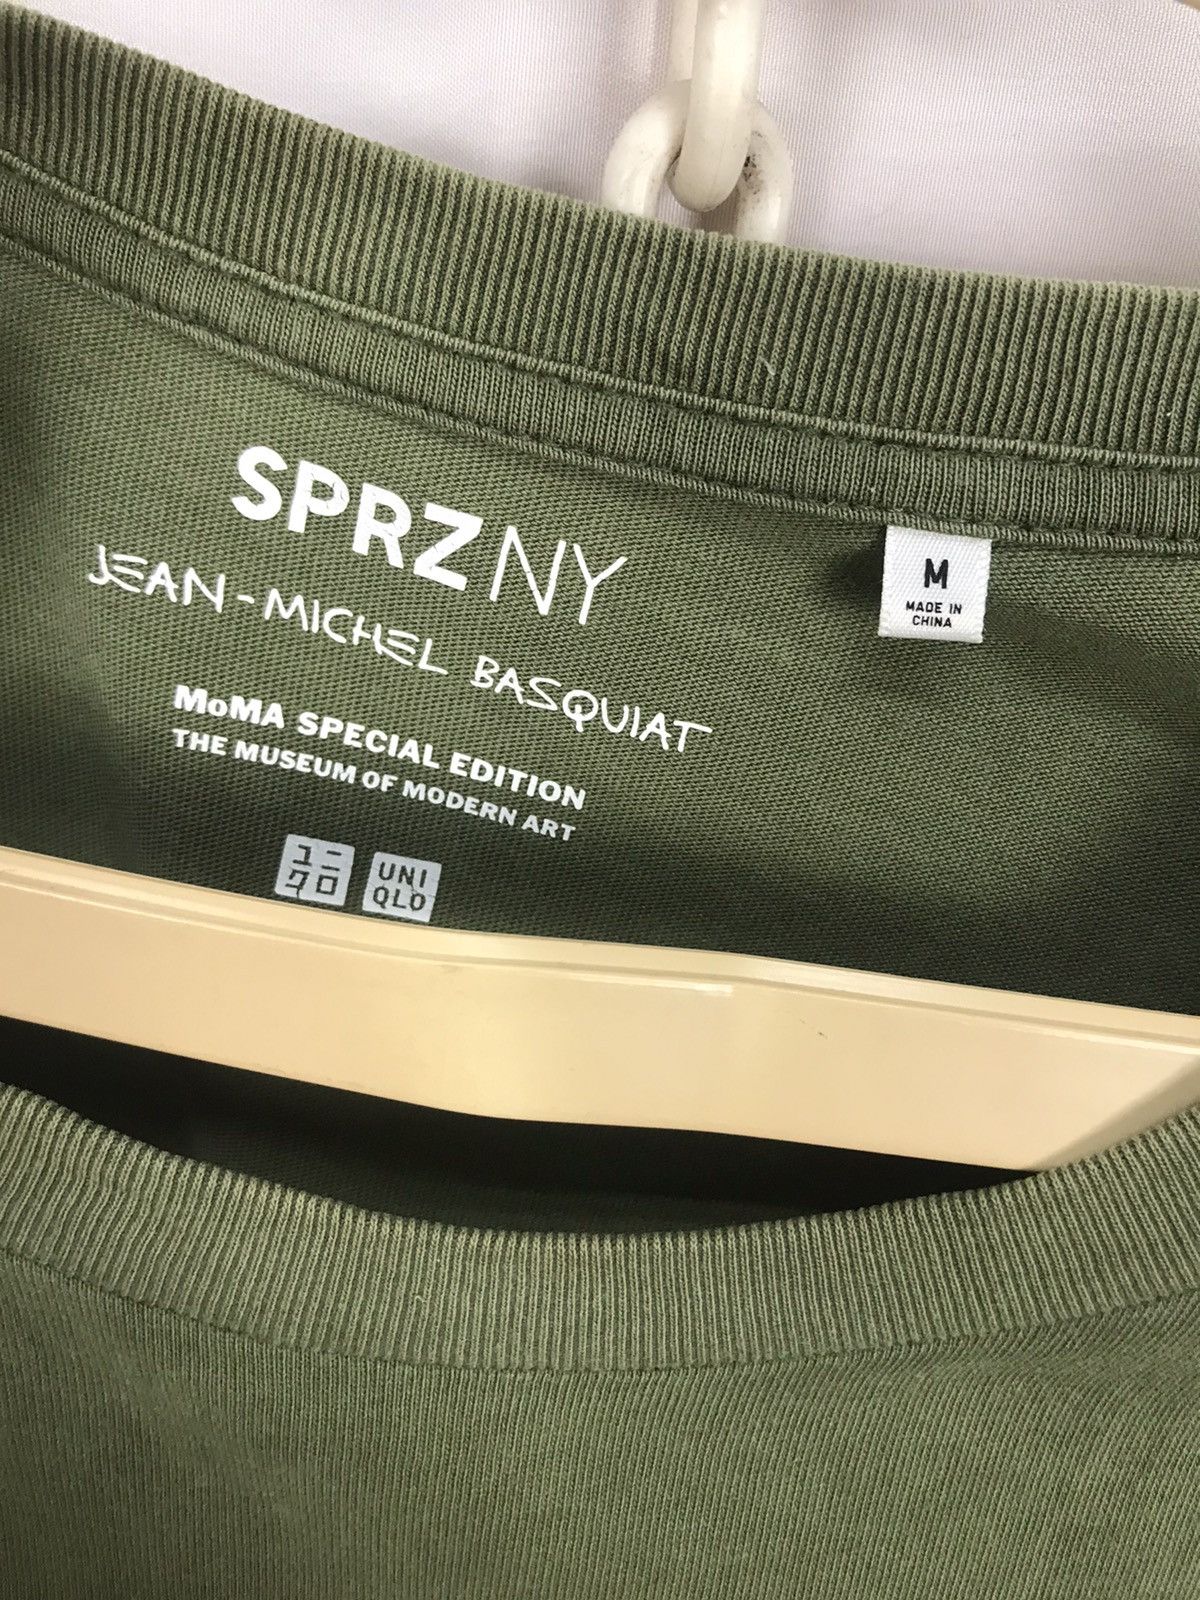 SPRZ NY
JEAN-MICHEL BASQUIAT
MoMA SPECIAL EDITION
THE MUSEUM OF MODERN ART
ユニ
クロ
UNI
QLO
M
MADE IN
CHINA